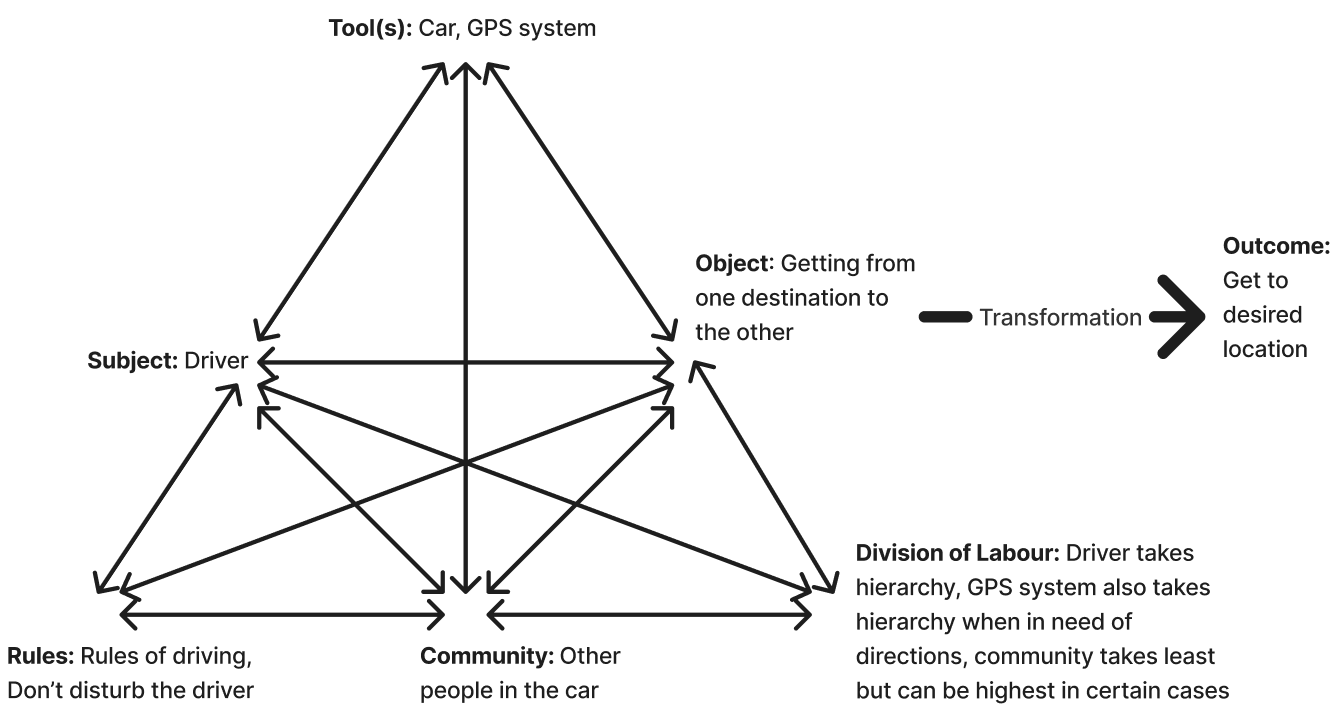 Tool(s): Car, GPS system
Object: Getting from
one destination to
the other
Transformation
Outcome:
Get to
desired
location
Subject: Driver
Division of Labour: Driver takes
hierarchy, GPS system also takes
hierarchy when in need of
directions, community takes least
but can be highest in certain cases
Rules: Rules of driving,
Don’t disturb the driver
Community: Other
people in the car